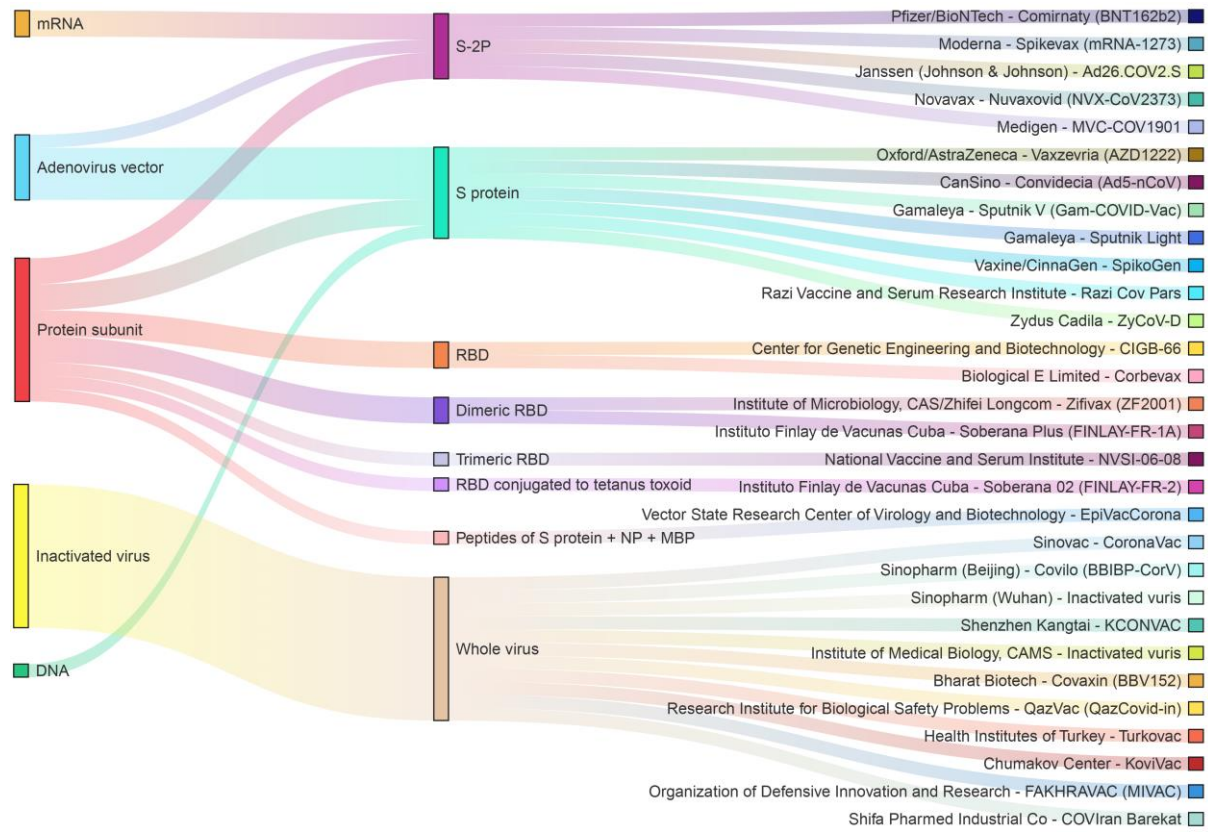 mRNA
Adenovirus vector
Protein subunit
Inactivated virus
DNA
S-2P
S protein
RBD
Dimeric RBD
Trimeric RBD
RBD conjugated to tetanus toxoid
Peptides of S protein + NP + MBP
Whole virus
Pfizer/BioNTech - Comirnaty (BNT162b2)
Moderna - Spikevax (mRNA-1273)
Janssen (Johnson & Johnson) - Ad26.COV2.S
Novavax - Nuvaxovid (NVX-CoV2373)
Medigen - MVC-COV1901
Oxford/AstraZeneca - Vaxzevria (AZD1222)
CanSino - Convidecia (Ad5-nCoV)
Gamaleya - Sputnik V (Gam-COVID-Vac)
Gamaleya - Sputnik Light
Vaxine/CinnaGen - SpikoGen
Razi Vaccine and Serum Research Institute - Razi Cov Pars
Zydus Cadila - ZyCoV-D
Center for Genetic Engineering and Biotechnology - CIGB-66
Biological E Limited - Corbevax
Institute of Microbiology, CAS/Zhifei Longcom - Zifivax (ZF2001)
Instituto Finlay de Vacunas Cuba - Soberana Plus (FINLAY-FR-1A)
National Vaccine and Serum Institute - NVSI-06-08
Instituto Finlay de Vacunas Cuba - Soberana 02 (FINLAY-FR-2)
Vector State Research Center of Virology and Biotechnology - EpiVacCorona
Sinovac - CoronaVac
Sinopharm (Beijing) - Covilo (BBIBP-CorV)
Sinopharm (Wuhan) - Inactivated vuris
Shenzhen Kangtai - KCONVAC
Institute of Medical Biology, CAMS - Inactivated vuris
Bharat Biotech - Covaxin (BBV152)
Research Institute for Biological Safety Problems - QazVac (QazCovid-in)
Health Institutes of Turkey - Turkovac
Chumakov Center - KoviVac
Organization of Defensive Innovation and Research - FAKHRAVAC (MIVAC)
Shifa Pharmed Industrial Co - COVIran Barekat